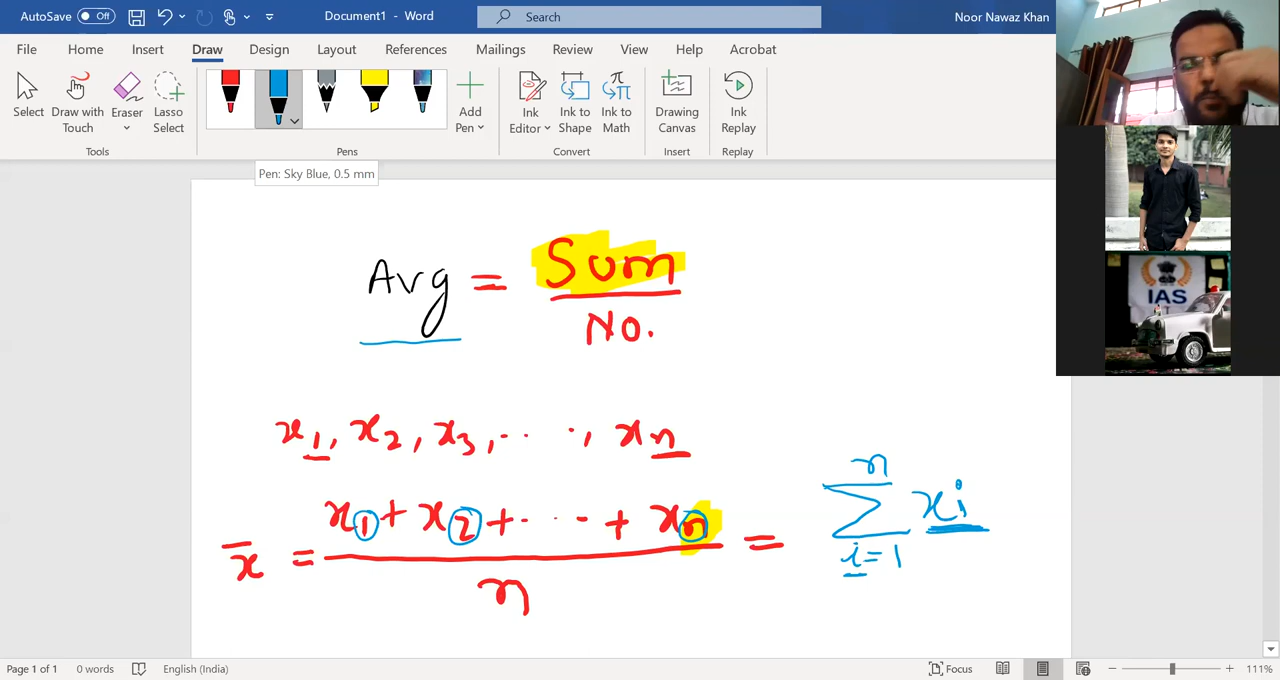 AutoSave Off Document1 - Word Search Noor Nawaz Khan
File Home Insert Draw Design Layout References Mailings Review View Help Acrobat
Select Draw with Touch Eraser Lasso Select Add Pen Ink Editor Ink to Shape Ink to Math Drawing Canvas Ink Replay
Tools Pens Convert Insert Replay
Pen: Sky Blue, 0.5 mm
IAS
Avg = Sum
No.
x1, x2, x3, ....., xn
x̄ = x1 + x2 + .... + xn / n = n∑i=1 xi
Page 1 of 1 0 words English (India) Focus 111%